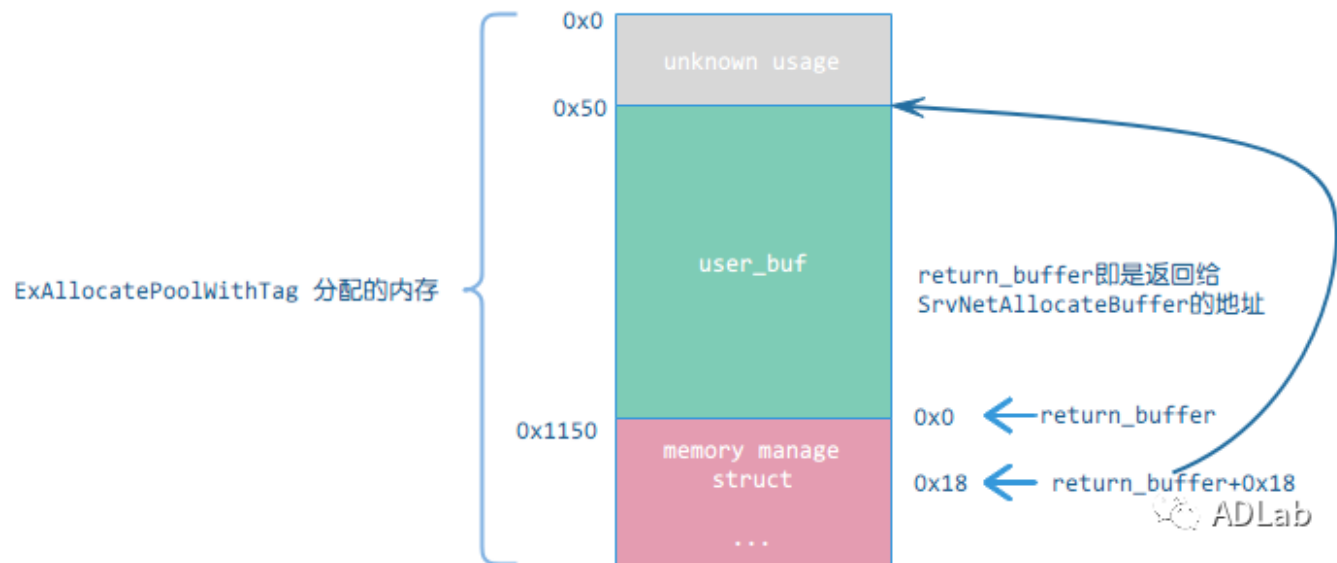 0x0
unknown usage
0x50
user_buf
ExAllocatePoolWithTag 分配的内存
return_buffer即是返回给
SrvNetAllocateBuffer的地址
0x1150
0x0
return_buffer
memory manage
struct
0x18
return_buffer+0x18
...
ADLab